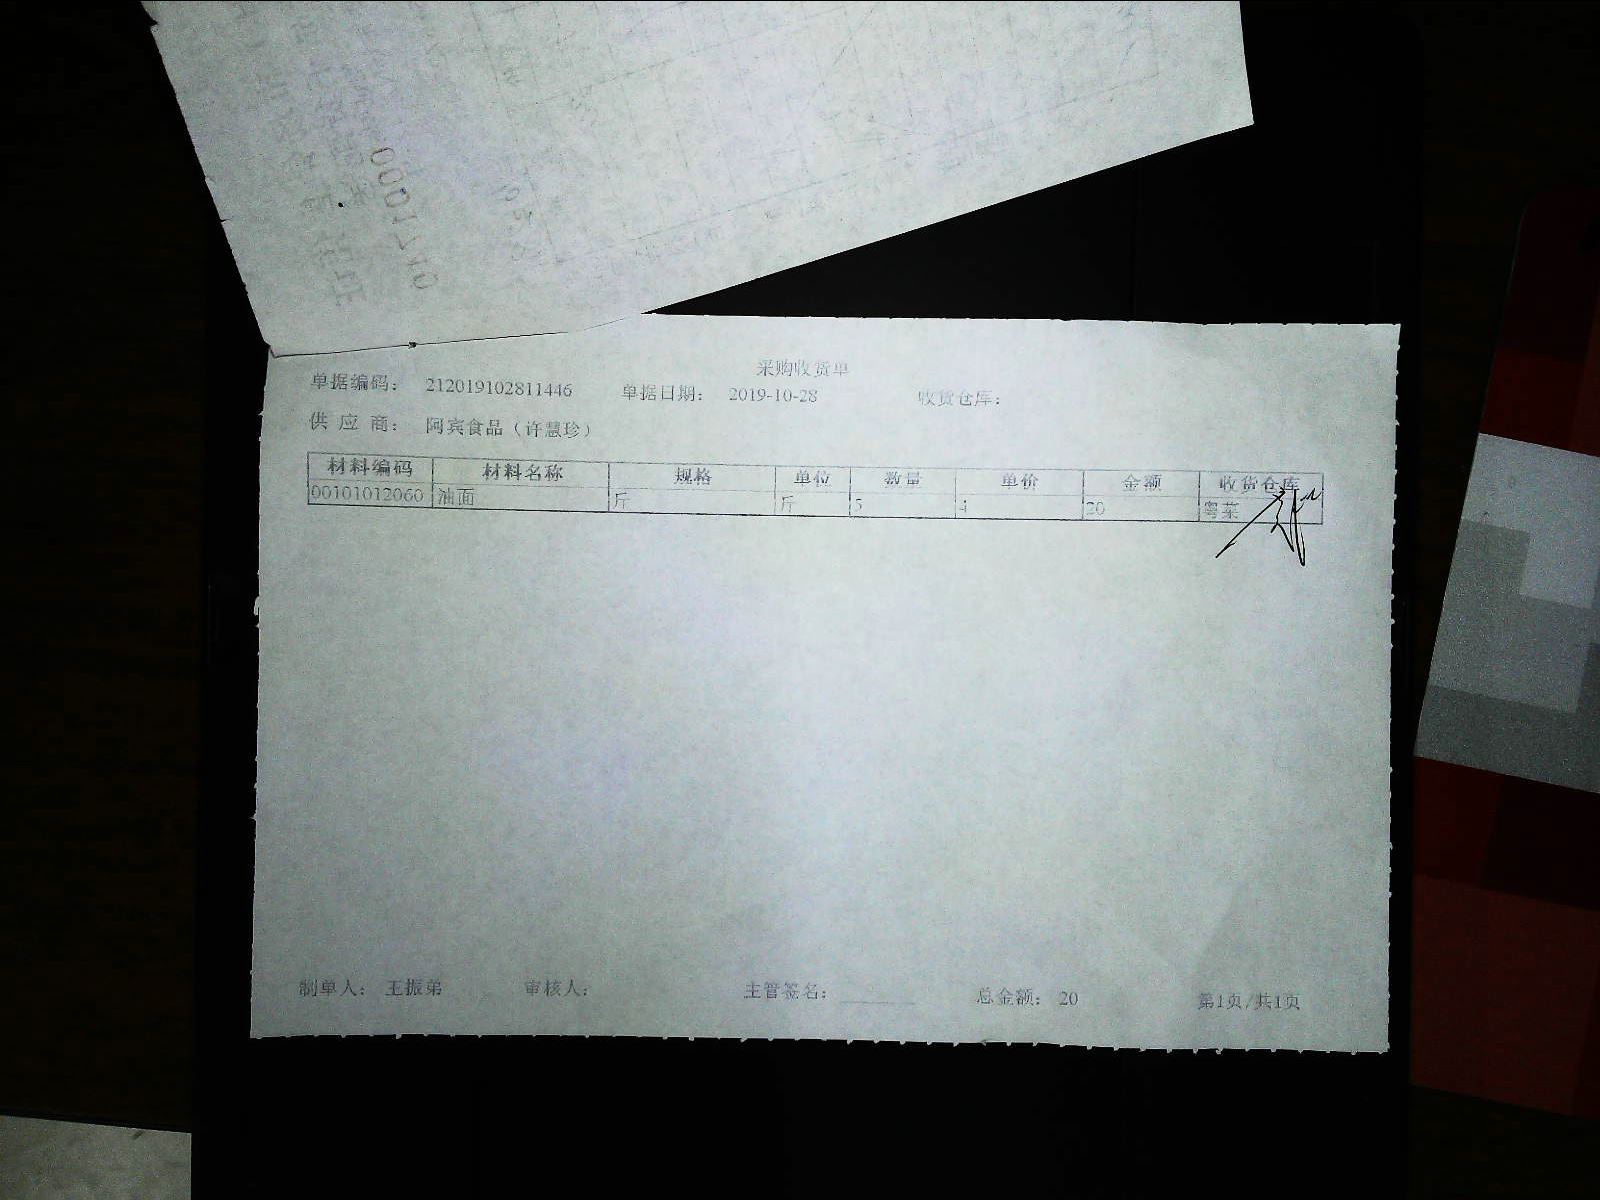 采购收货单
单据编码： 212019102811446 单据日期： 2019-10-28 收货仓库：
供 应 商： 阿宾食品（许慧珍）
材料编码 材料名称 规格 单位 数量 单价 金额 收货仓库
00101012060 油面 斤 斤 5 4 20 粤菜
制单人： 王振弟 审核人： 主管签名： 总金额： 20 第1页/共1页